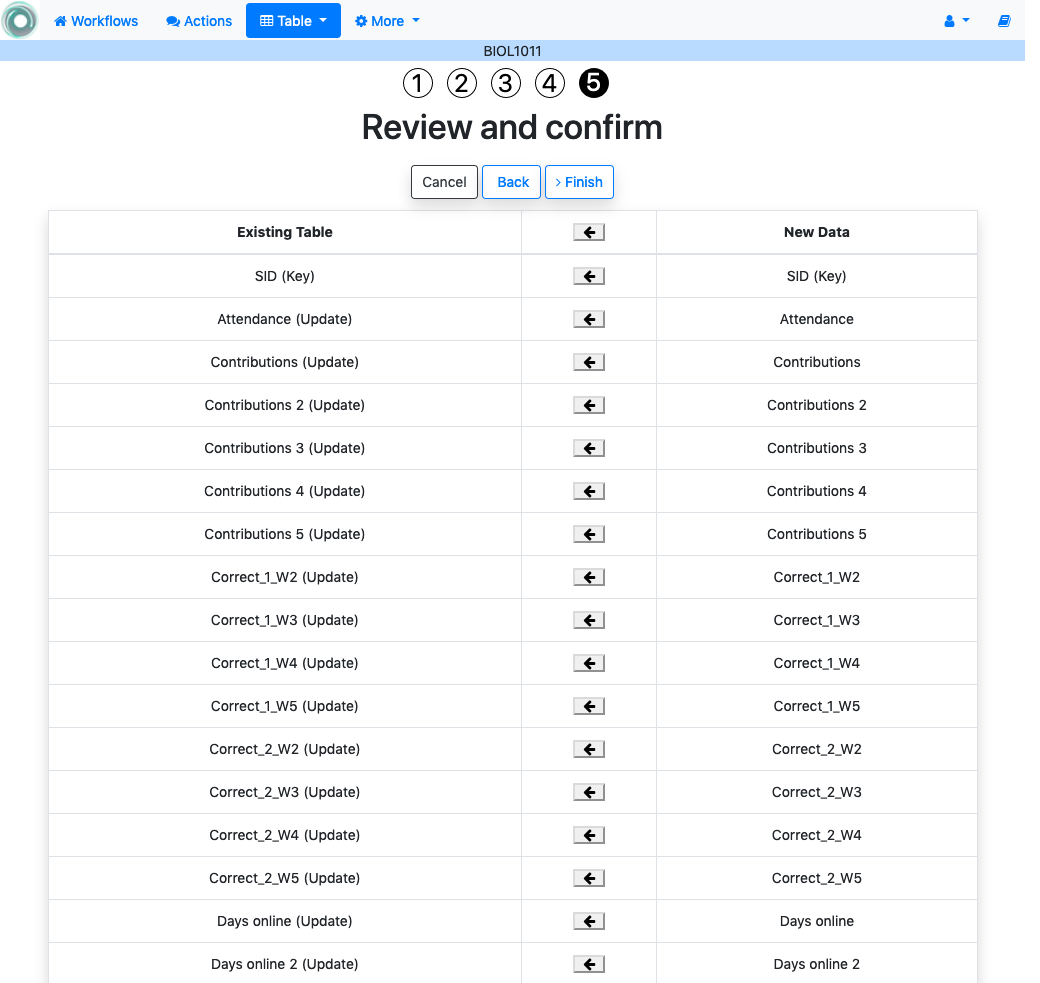 Workflows Actions Table More
BIOL1011
1 2 3 4 5
Review and confirm
Cancel Back Finish
Existing Table New Data
SID (Key) SID (Key)
Attendance (Update) Attendance
Contributions (Update) Contributions
Contributions 2 (Update) Contributions 2
Contributions 3 (Update) Contributions 3
Contributions 4 (Update) Contributions 4
Contributions 5 (Update) Contributions 5
Correct_1_W2 (Update) Correct_1_W2
Correct_1_W3 (Update) Correct_1_W3
Correct_1_W4 (Update) Correct_1_W4
Correct_1_W5 (Update) Correct_1_W5
Correct_2_W2 (Update) Correct_2_W2
Correct_2_W3 (Update) Correct_2_W3
Correct_2_W4 (Update) Correct_2_W4
Correct_2_W5 (Update) Correct_2_W5
Days online (Update) Days online
Days online 2 (Update) Days online 2